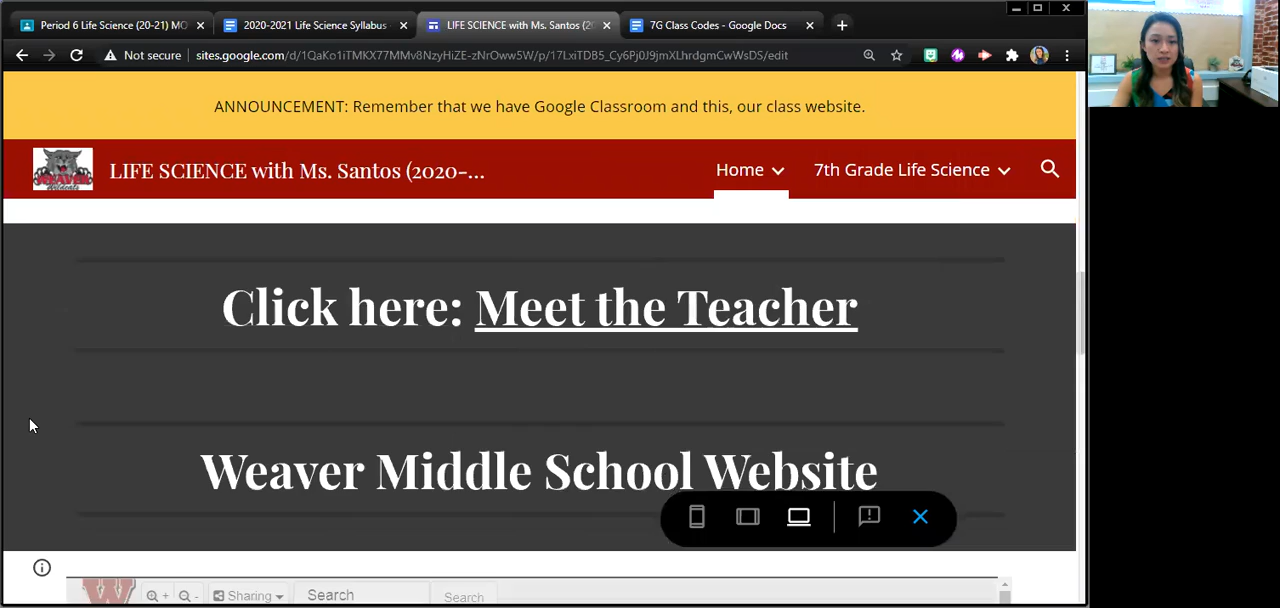 Period 6 Life Science (20-21) MO
2020-2021 Life Science Syllabus
LIFE SCIENCE with Ms. Santos (2
7G Class Codes - Google Docs
Not secure
sites.google.com/d/1QaKo1iTMKX77MMv8NzyHiZE-zNrOww5W/p/17LxiTDB5_Cy6Pj0J9jmXLhrdgmCwWsDS/edit
ANNOUNCEMENT: Remember that we have Google Classroom and this, our class website.
WEAVER
Wildcats
LIFE SCIENCE with Ms. Santos (2020-...
Home
7th Grade Life Science
Click here: Meet the Teacher
Weaver Middle School Website
W
+
-
Sharing
Search
Search